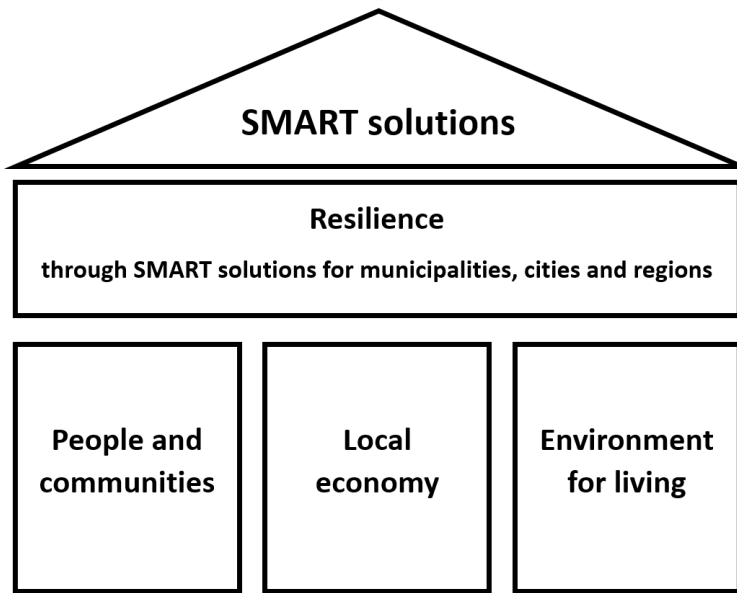 SMART solutions
Resilience
through SMART solutions for municipalities, cities and regions
People and
communities
Local
economy
Environment
for living